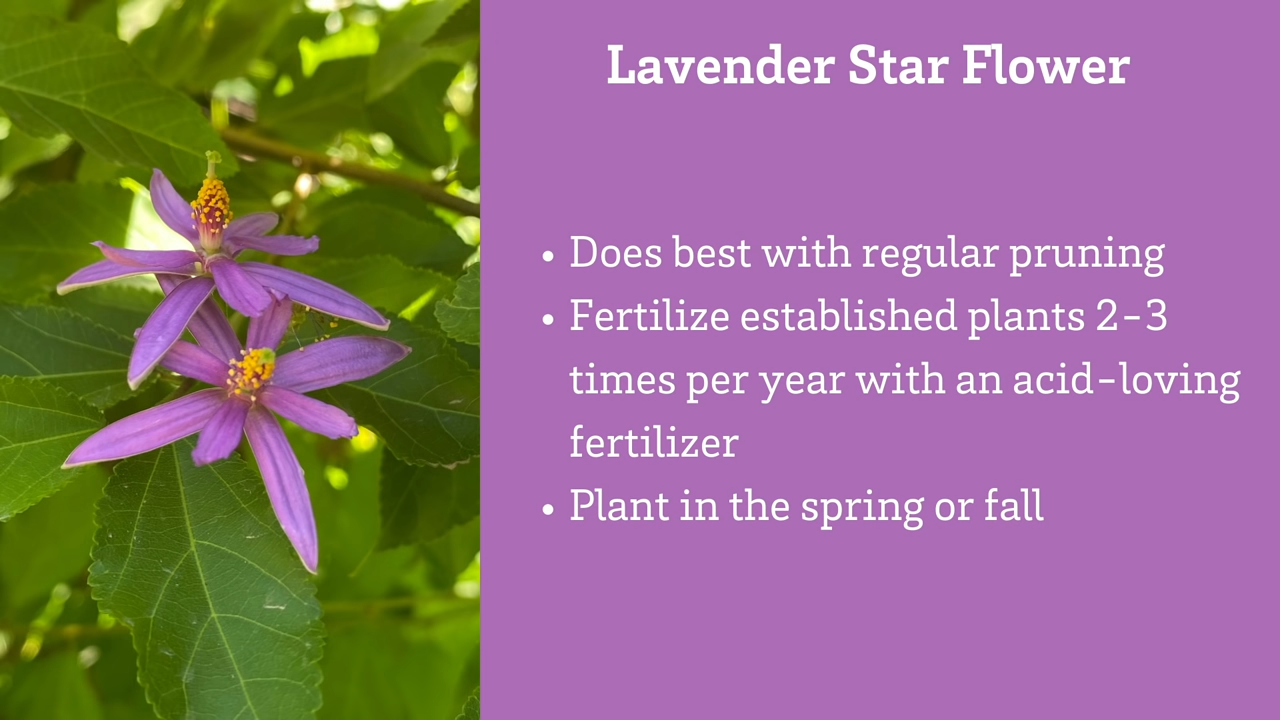 Lavender Star Flower
• Does best with regular pruning
• Fertilize established plants 2-3
times per year with an acid-loving
fertilizer
• Plant in the spring or fall